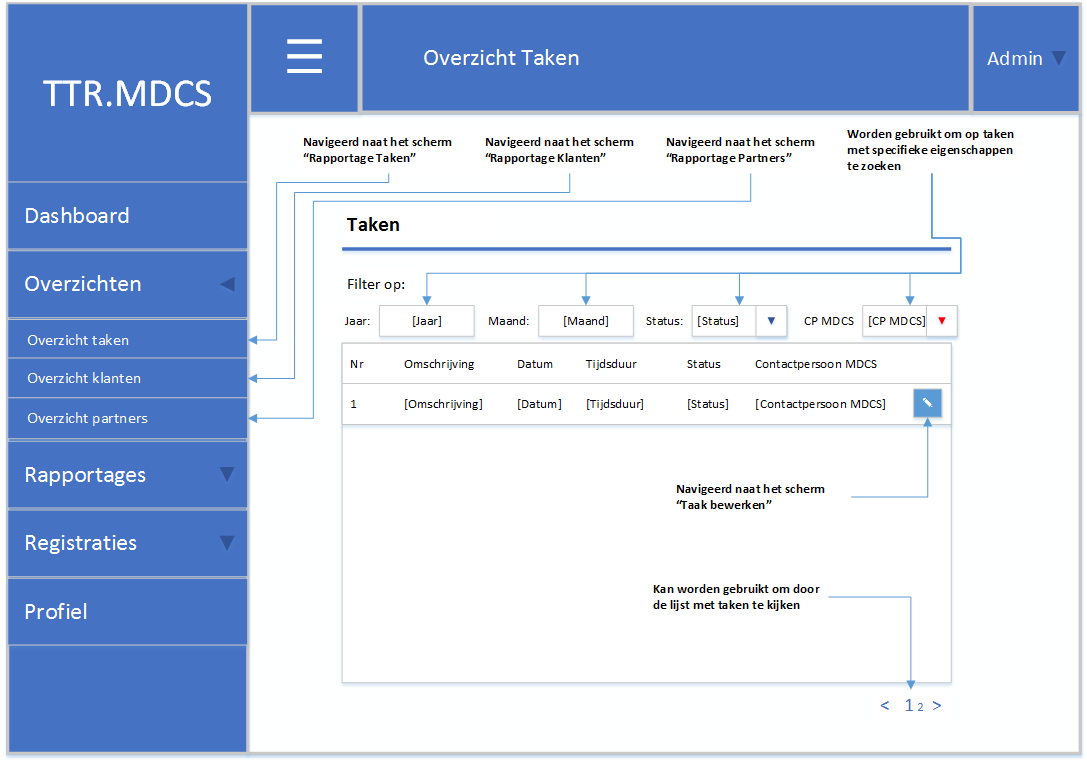 TTR.MDCS
Overzicht Taken
Admin
Dashboard
Overzichten
Overzicht taken
Overzicht klanten
Overzicht partners
Rapportages
Registraties
Profiel
Navigeerd naat het scherm
“Rapportage Taken”
Navigeerd naat het scherm
“Rapportage Klanten”
Navigeerd naat het scherm
“Rapportage Partners”
Worden gebruikt om op taken
met specifieke eigenschappen
te zoeken
Taken
Filter op:
Jaar: [Jaar] Maand: [Maand] Status: [Status] CP MDCS [CP MDCS]
Nr Omschrijving Datum Tijdsduur Status Contactpersoon MDCS
1 [Omschrijving] [Datum] [Tijdsduur] [Status] [Contactpersoon MDCS]
Navigeerd naat het scherm
“Taak bewerken”
Kan worden gebruikt om door
de lijst met taken te kijken
< 1 2 >